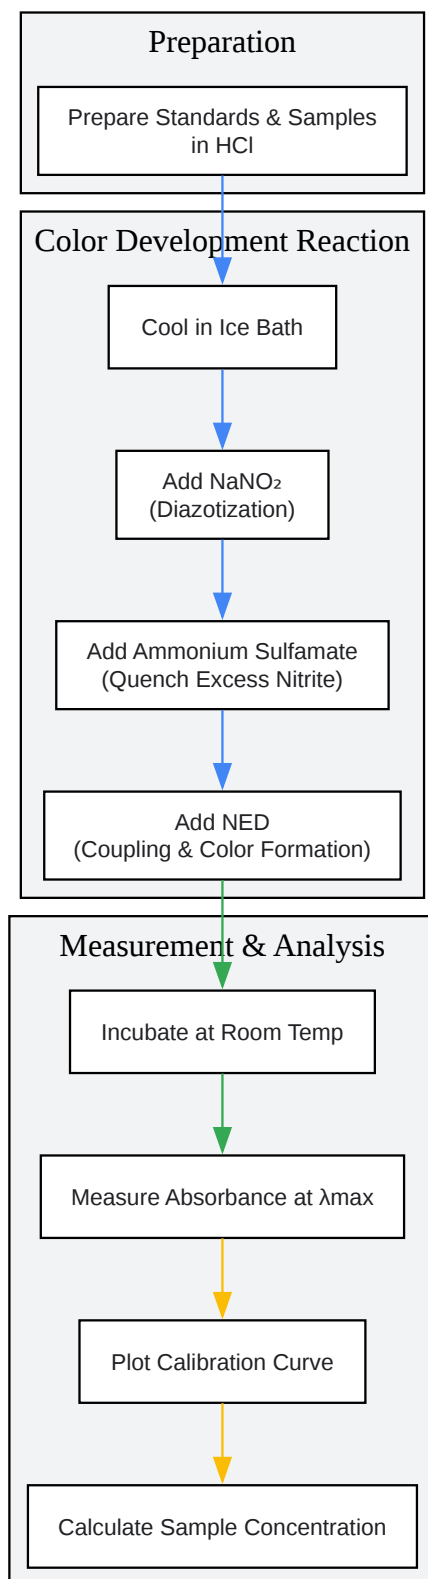 Preparation
Prepare Standards & Samples
in HCl
Color Development Reaction
Cool in Ice Bath
Add NaNO₂
(Diazotization)
Add Ammonium Sulfamate
(Quench Excess Nitrite)
Add NED
(Coupling & Color Formation)
Measurement & Analysis
Incubate at Room Temp
Measure Absorbance at λmax
Plot Calibration Curve
Calculate Sample Concentration